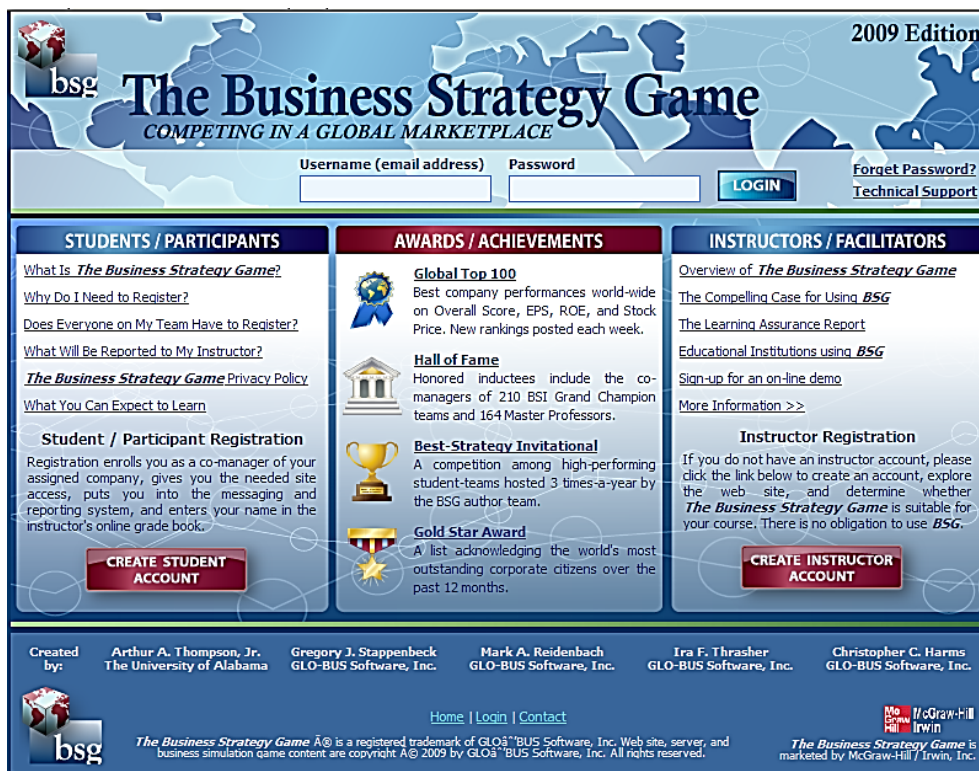 2009 Edition
bsg
The Business Strategy Game
COMPETING IN A GLOBAL MARKETPLACE
Username (email address)
Password
LOGIN
Forget Password?
Technical Support
STUDENTS / PARTICIPANTS
What Is The Business Strategy Game?
Why Do I Need to Register?
Does Everyone on My Team Have to Register?
What Will Be Reported to My Instructor?
The Business Strategy Game Privacy Policy
What You Can Expect to Learn
Student / Participant Registration
Registration enrolls you as a co-manager of your
assigned company, gives you the needed site
access, puts you into the messaging and
reporting system, and enters your name in the
instructor's online grade book.
CREATE STUDENT
ACCOUNT
AWARDS / ACHIEVEMENTS
Global Top 100
Best company performances world-wide
on Overall Score, EPS, ROE, and Stock
Price. New rankings posted each week.
Hall of Fame
Honored inductees include the co-
managers of 210 BSI Grand Champion
teams and 164 Master Professors.
Best-Strategy Invitational
A competition among high-performing
student-teams hosted 3 times-a-year by
the BSG author team.
Gold Star Award
A list acknowledging the world's most
outstanding corporate citizens over the
past 12 months.
INSTRUCTORS / FACILITATORS
Overview of The Business Strategy Game
The Compelling Case for Using BSG
The Learning Assurance Report
Educational Institutions using BSG
Sign-up for an on-line demo
More Information >>
Instructor Registration
If you do not have an instructor account, please
click the link below to create an account, explore
the web site, and determine whether
The Business Strategy Game is suitable for
your course. There is no obligation to use BSG.
CREATE INSTRUCTOR
ACCOUNT
Created
by:
Arthur A. Thompson, Jr.
The University of Alabama
Gregory J. Stappenbeck
GLO-BUS Software, Inc.
Mark A. Reidenbach
GLO-BUS Software, Inc.
Ira F. Thrasher
GLO-BUS Software, Inc.
Christopher C. Harms
GLO-BUS Software, Inc.
bsg
Home | Login | Contact
The Business Strategy Game Â® is a registered trademark of GLOâˆ'BUS Software, Inc. Web site, server, and
business simulation game content are copyright Â© 2009 by GLOâˆ'BUS Software, Inc. All rights reserved.
Mc
Graw
Hill
McGraw-Hill
Irwin
The Business Strategy Game is
marketed by McGraw-Hill / Irwin, Inc